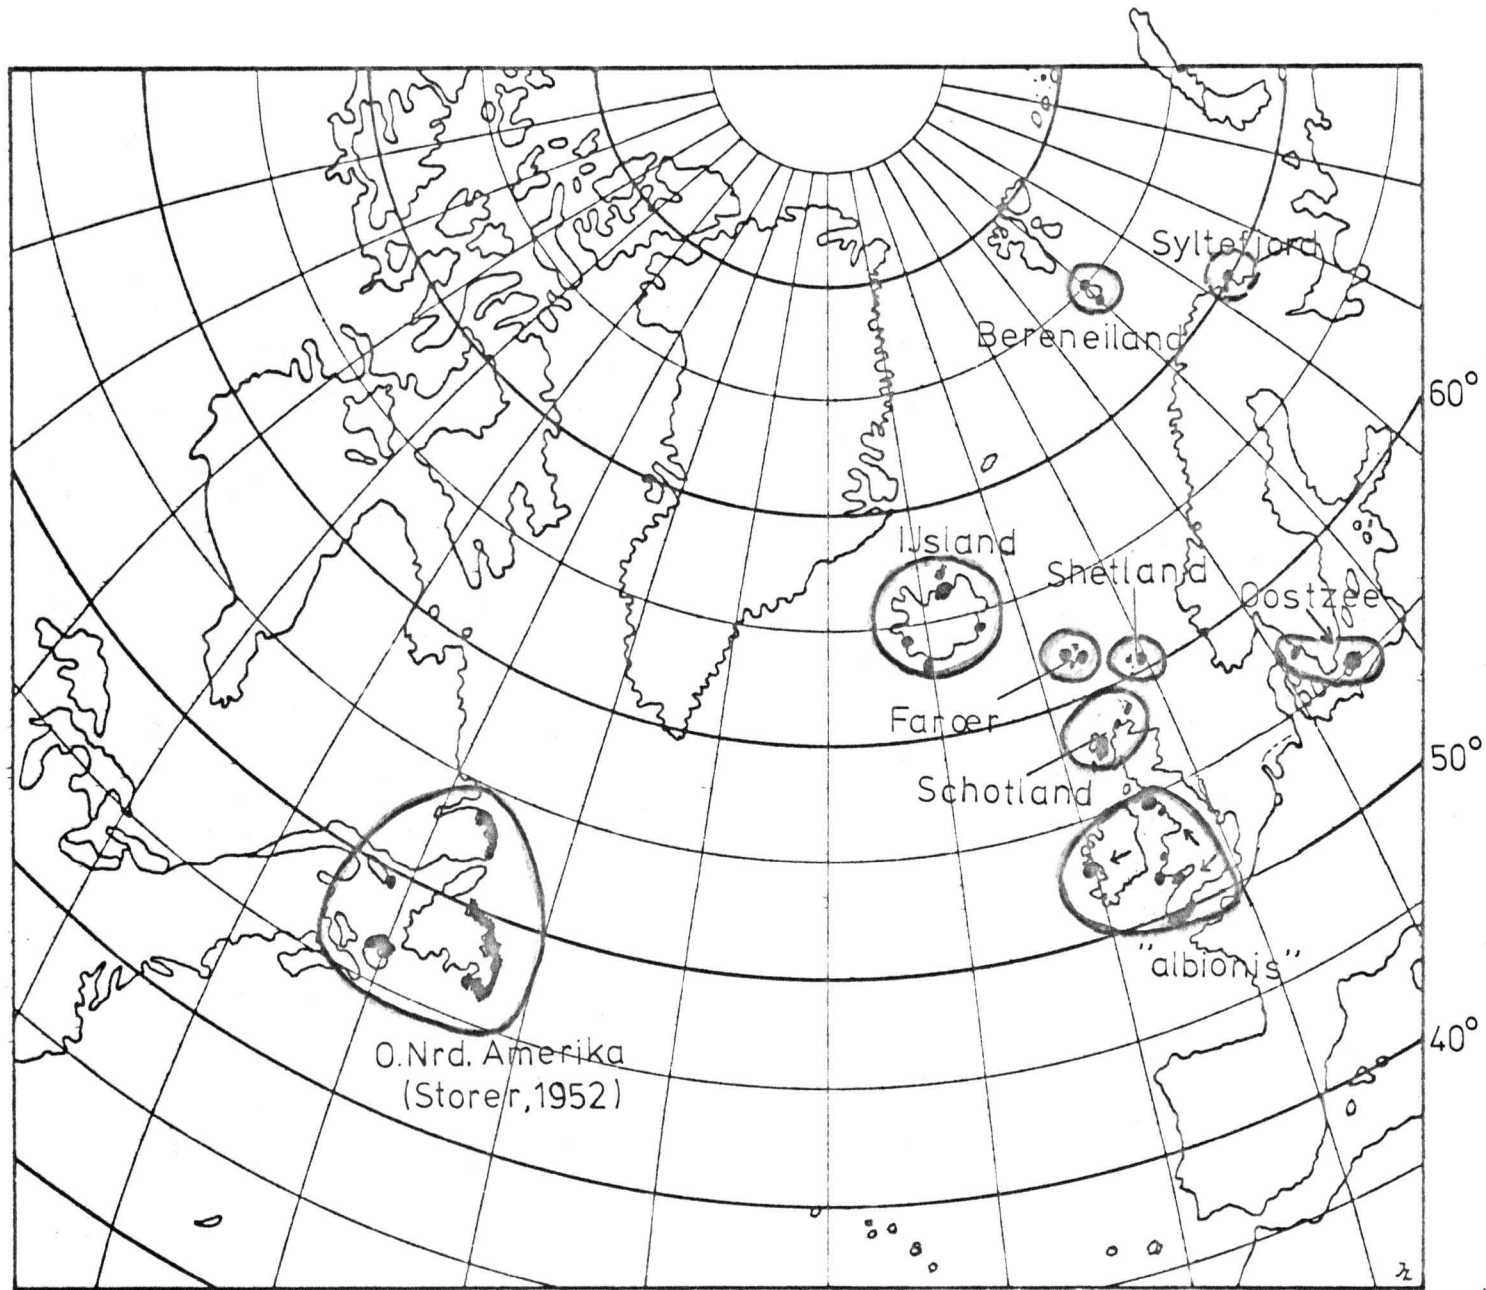 Syltefjord
Bereneiland
60°
IJsland
Shetland
Oostzee
Farœr
50°
Schotland
"albionis"
40°
O.Nrd. Amerika
(Storer,1952)